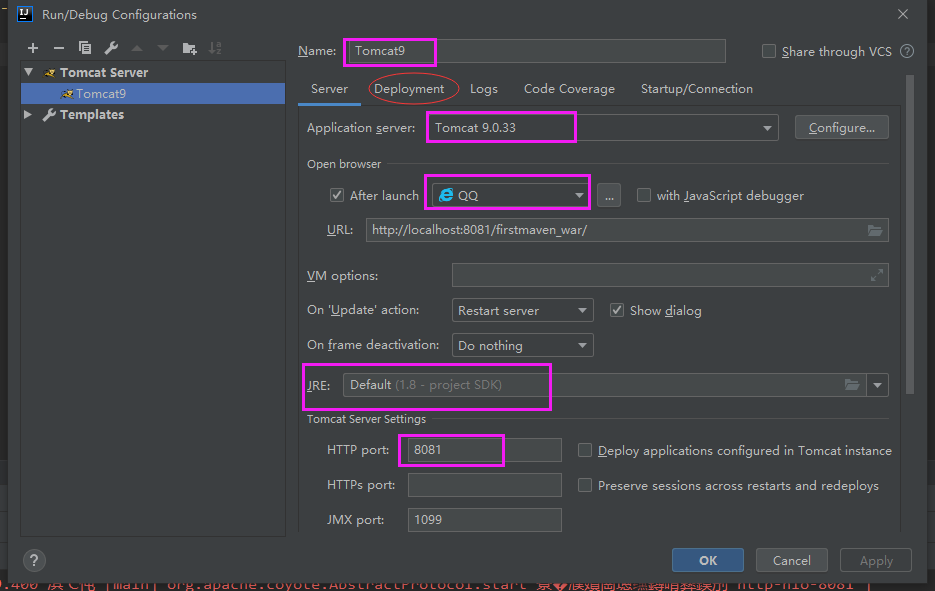 Run/Debug Configurations
Name: Tomcat9 Share through VCS ?
Tomcat Server
Tomcat9
Templates
Server Deployment Logs Code Coverage Startup/Connection
Application server: Tomcat 9.0.33 Configure...
Open browser
After launch QQ ... with JavaScript debugger
URL: http://localhost:8081/firstmaven_war/
VM options:
On 'Update' action: Restart server Show dialog
On frame deactivation: Do nothing
JRE: Default (1.8 - project SDK)
Tomcat Server Settings
HTTP port: 8081 Deploy applications configured in Tomcat instance
HTTPs port: Preserve sessions across restarts and redeploys
JMX port: 1099
? OK Cancel Apply
[main] org.apache.coyote.AbstractProtocol.start "http-nio-8081"